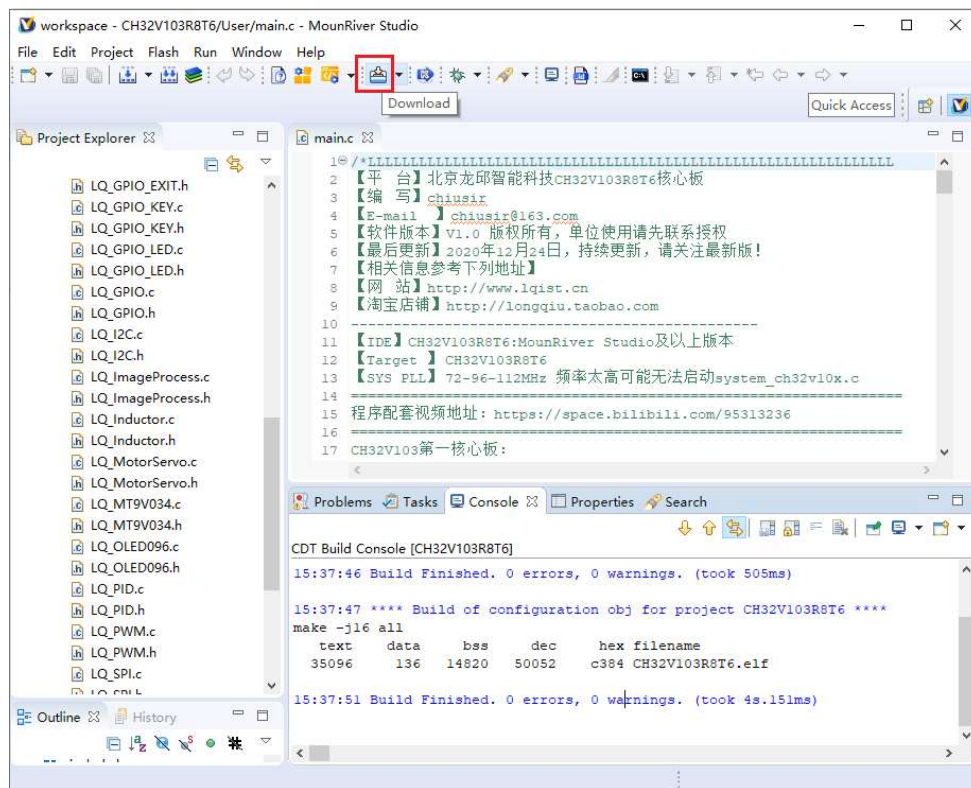 workspace - CH32V103R8T6/User/main.c - MounRiver Studio
File Edit Project Flash Run Window Help
Download
Quick Access
Project Explorer
LQ_GPIO_EXIT.h
LQ_GPIO_KEY.c
LQ_GPIO_KEY.h
LQ_GPIO_LED.c
LQ_GPIO_LED.h
LQ_GPIO.c
LQ_GPIO.h
LQ_I2C.c
LQ_I2C.h
LQ_ImageProcess.c
LQ_ImageProcess.h
LQ_Inductor.c
LQ_Inductor.h
LQ_MotorServo.c
LQ_MotorServo.h
LQ_MT9V034.c
LQ_MT9V034.h
LQ_OLED096.c
LQ_OLED096.h
LQ_PID.c
LQ_PID.h
LQ_PWM.c
LQ_PWM.h
LQ_SPI.c
LQ_SPI.h
Outline History
main.c
1 /*LLLLLLLLLLLLLLLLLLLLLLLLLLLLLLLLLLLLLLLLLLLLLLLLLLLLLLLLLLLLLL
2 【平 台】北京龙邱智能科技CH32V103R8T6核心板
3 【编 写】chiusir
4 【E-mail 】chiusir@163.com
5 【软件版本】V1.0 版权所有，单位使用请先联系授权
6 【最后更新】2020年12月24日，持续更新，请关注最新版！
7 【相关信息参考下列地址】
8 【网 站】http://www.lqist.cn
9 【淘宝店铺】http://longqiu.taobao.com
10 ------------------------------------------------
11 【IDE】CH32V103R8T6:MounRiver Studio及以上版本
12 【Target 】 CH32V103R8T6
13 【SYS PLL】 72-96-112MHz 频率太高可能无法启动system_ch32v10x.c
14 =================================================================
15 程序配套视频地址：https://space.bilibili.com/95313236
16 =================================================================
17 CH32V103第一核心板：
Problems Tasks Console Properties Search
CDT Build Console [CH32V103R8T6]
15:37:46 Build Finished. 0 errors, 0 warnings. (took 505ms)
15:37:47 **** Build of configuration obj for project CH32V103R8T6 ****
make -j16 all
text data bss dec hex filename
35096 136 14820 50052 c384 CH32V103R8T6.elf
15:37:51 Build Finished. 0 errors, 0 warnings. (took 4s.151ms)